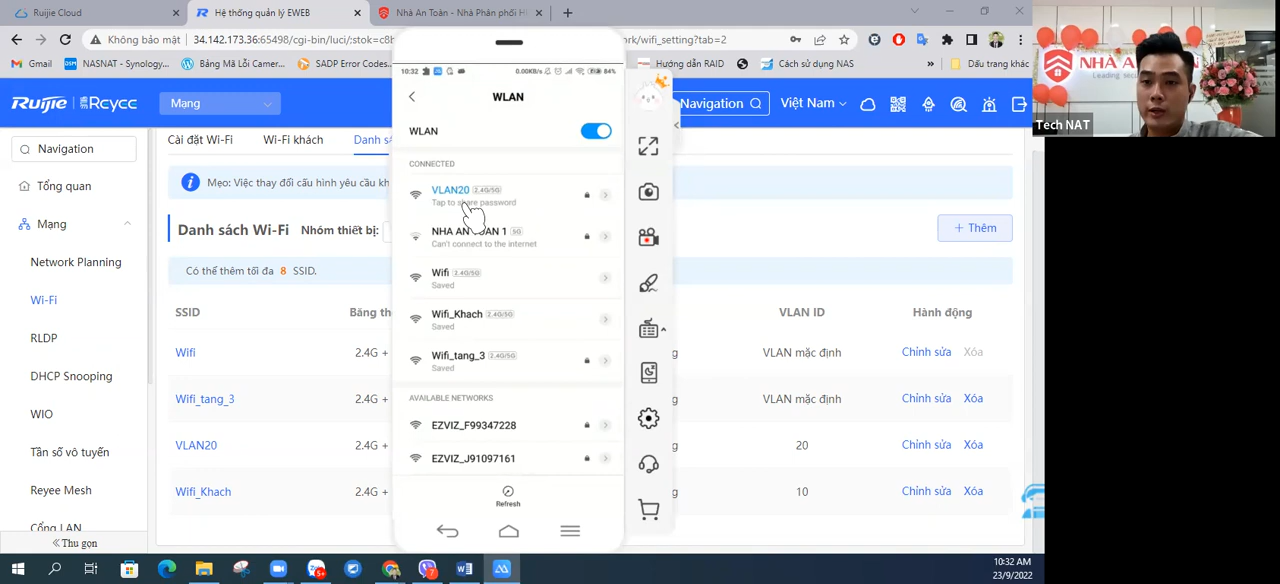 Ruijie Cloud
Hệ thống quản lý EWEB
Nhà An Toàn - Nhà Phân phối H
Không bảo mật
34.142.173.36:65498/cgi-bin/luci/;stok=c8
rk/wifi_setting?tab=2
Gmail
NASNAT - Synology...
Bảng Mã Lỗi Camer...
SADP Error Codes...
Hướng dẫn RAID
Cách sử dụng NAS
Dấu trang khác
Ruijie
Rcycc
Mạng
Navigation
Việt Nam
Navigation
Tổng quan
Mạng
Network Planning
Wi-Fi
RLDP
DHCP Snooping
WIO
Tần số vô tuyến
Reyee Mesh
Cổng LAN
Thu gọn
Cài đặt Wi-Fi
Wi-Fi khách
Danh s
Mẹo: Việc thay đổi cấu hình yêu cầu kh
Danh sách Wi-Fi
Nhóm thiết bị:
+ Thêm
Có thể thêm tối đa 8 SSID.
SSID
Băng th
VLAN ID
Hành động
Wifi
2.4G +
VLAN mặc định
Chỉnh sửa
Xóa
Wifi_tang_3
2.4G +
VLAN mặc định
Chỉnh sửa
Xóa
VLAN20
2.4G +
20
Chỉnh sửa
Xóa
Wifi_Khach
2.4G +
10
Chỉnh sửa
Xóa
10:32
0.00KB/s
84%
WLAN
WLAN
CONNECTED
VLAN20 2.4G/5G
Tap to share password
NHA AN TOAN 1 5G
Can't connect to the internet
Wifi 2.4G/5G
Saved
Wifi_Khach 2.4G/5G
Saved
Wifi_tang_3 2.4G/5G
Saved
AVAILABLE NETWORKS
EZVIZ_F99347228
EZVIZ_J91097161
Refresh
NHÀ A
Leading
NAS
Tech NAT
10:32 AM
23/9/2022